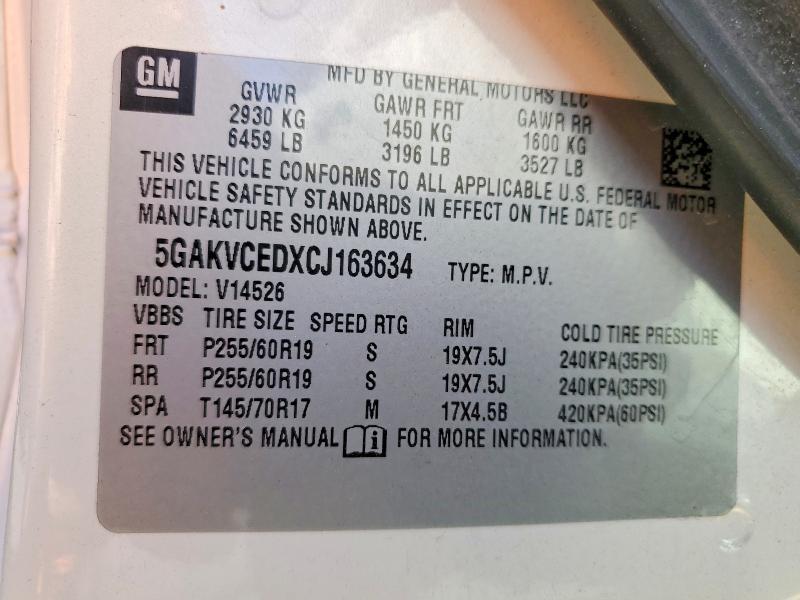 GM
MFD BY GENERAL MOTORS LLC
GVWR GAWR FRT GAWR RR
2930 KG 1450 KG 1600 KG
6459 LB 3196 LB 3527 LB
THIS VEHICLE CONFORMS TO ALL APPLICABLE U.S. FEDERAL MOTOR
VEHICLE SAFETY STANDARDS IN EFFECT ON THE DATE OF
MANUFACTURE SHOWN ABOVE.
5GAKVCEDXCJ163634 TYPE: M.P.V.
MODEL: V14526
VBBS TIRE SIZE SPEED RTG RIM COLD TIRE PRESSURE
FRT P255/60R19 S 19X7.5J 240KPA(35PSI)
RR P255/60R19 S 19X7.5J 240KPA(35PSI)
SPA T145/70R17 M 17X4.5B 420KPA(60PSI)
SEE OWNER'S MANUAL i FOR MORE INFORMATION.